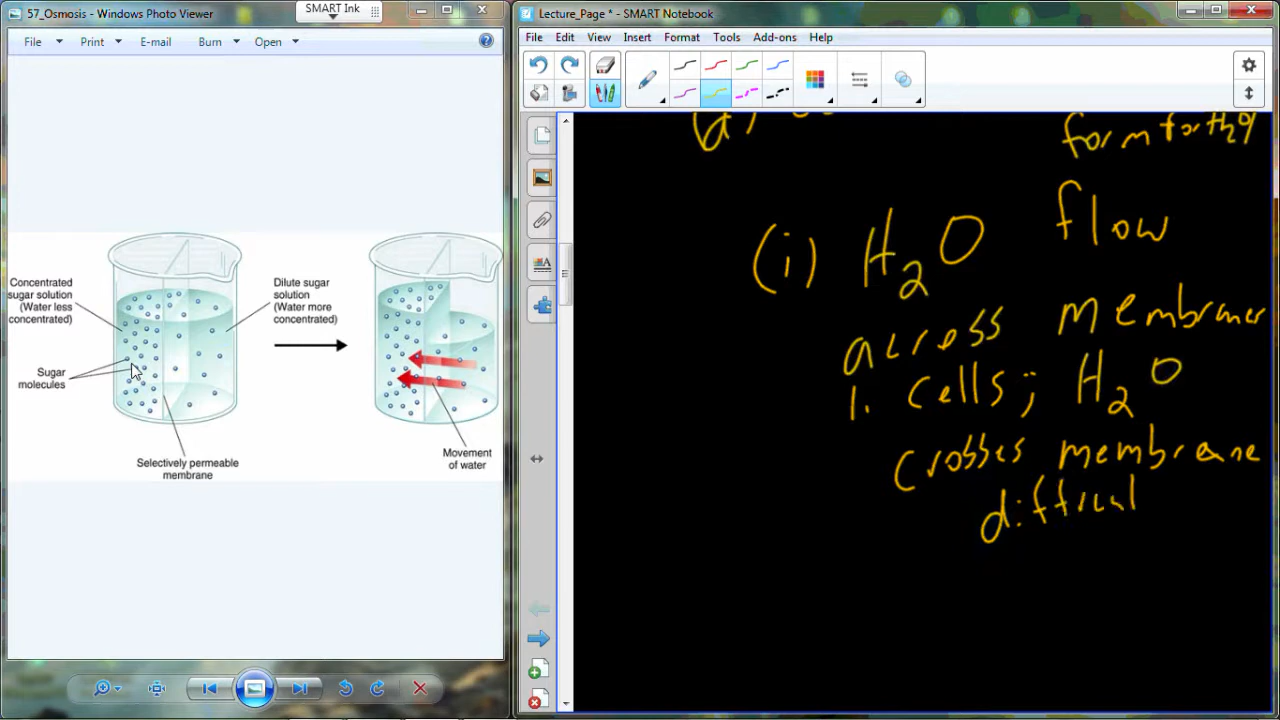 57_Osmosis - Windows Photo Viewer
SMART Ink
File Print E-mail Burn Open
Concentrated
sugar solution
(Water less
concentrated)
Sugar
molecules
Selectively permeable
membrane
Dilute sugar
solution
(Water more
concentrated)
Movement
of water
Lecture_Page * - SMART Notebook
File Edit View Insert Format Tools Add-ons Help
(i) H2O flow
across membranes
1. Cells; H2O
crosses membrane